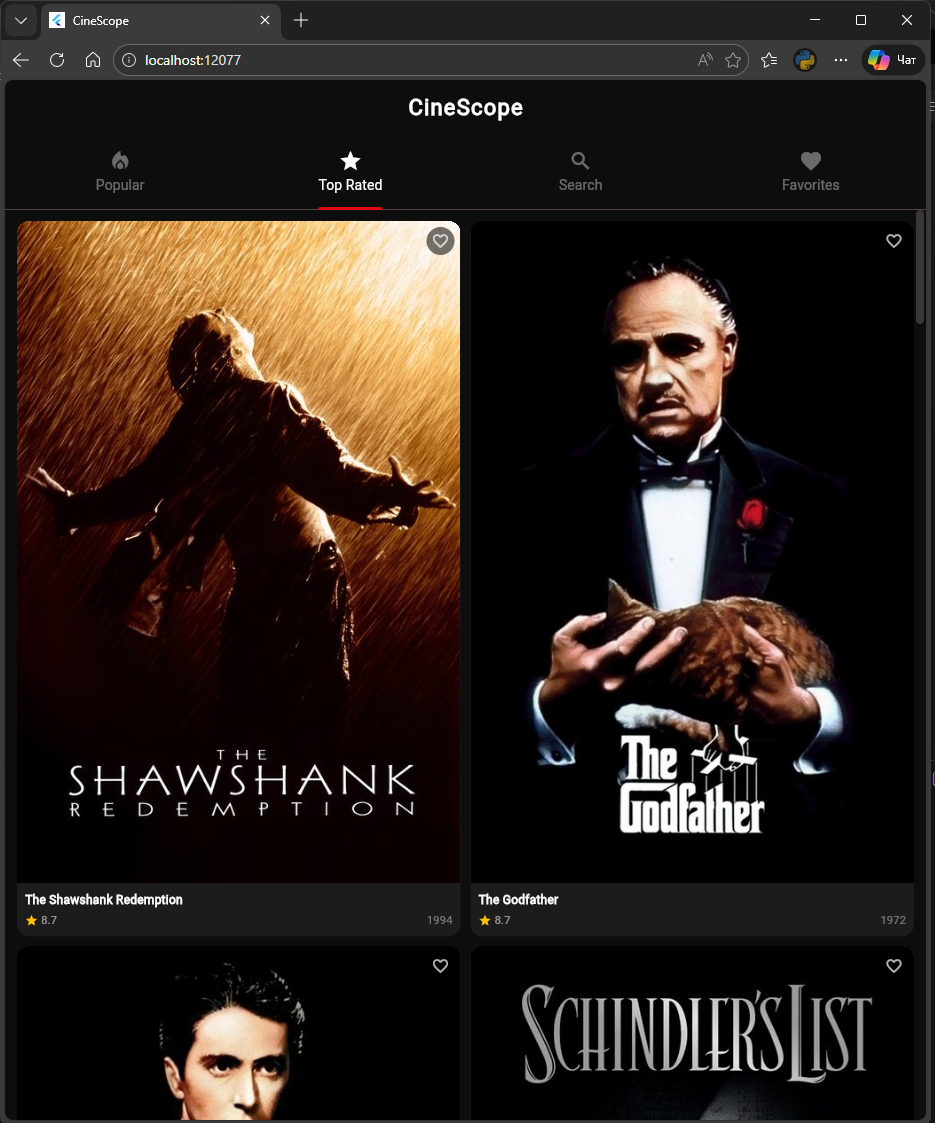 CineScope
localhost:12077
Чат
CineScope
Popular
Top Rated
Search
Favorites
THE
SHAWSHANK
REDEMPTION
The
Godfather
The Shawshank Redemption
8.7
1994
The Godfather
8.7
1972
SCHINDLER'S LIST